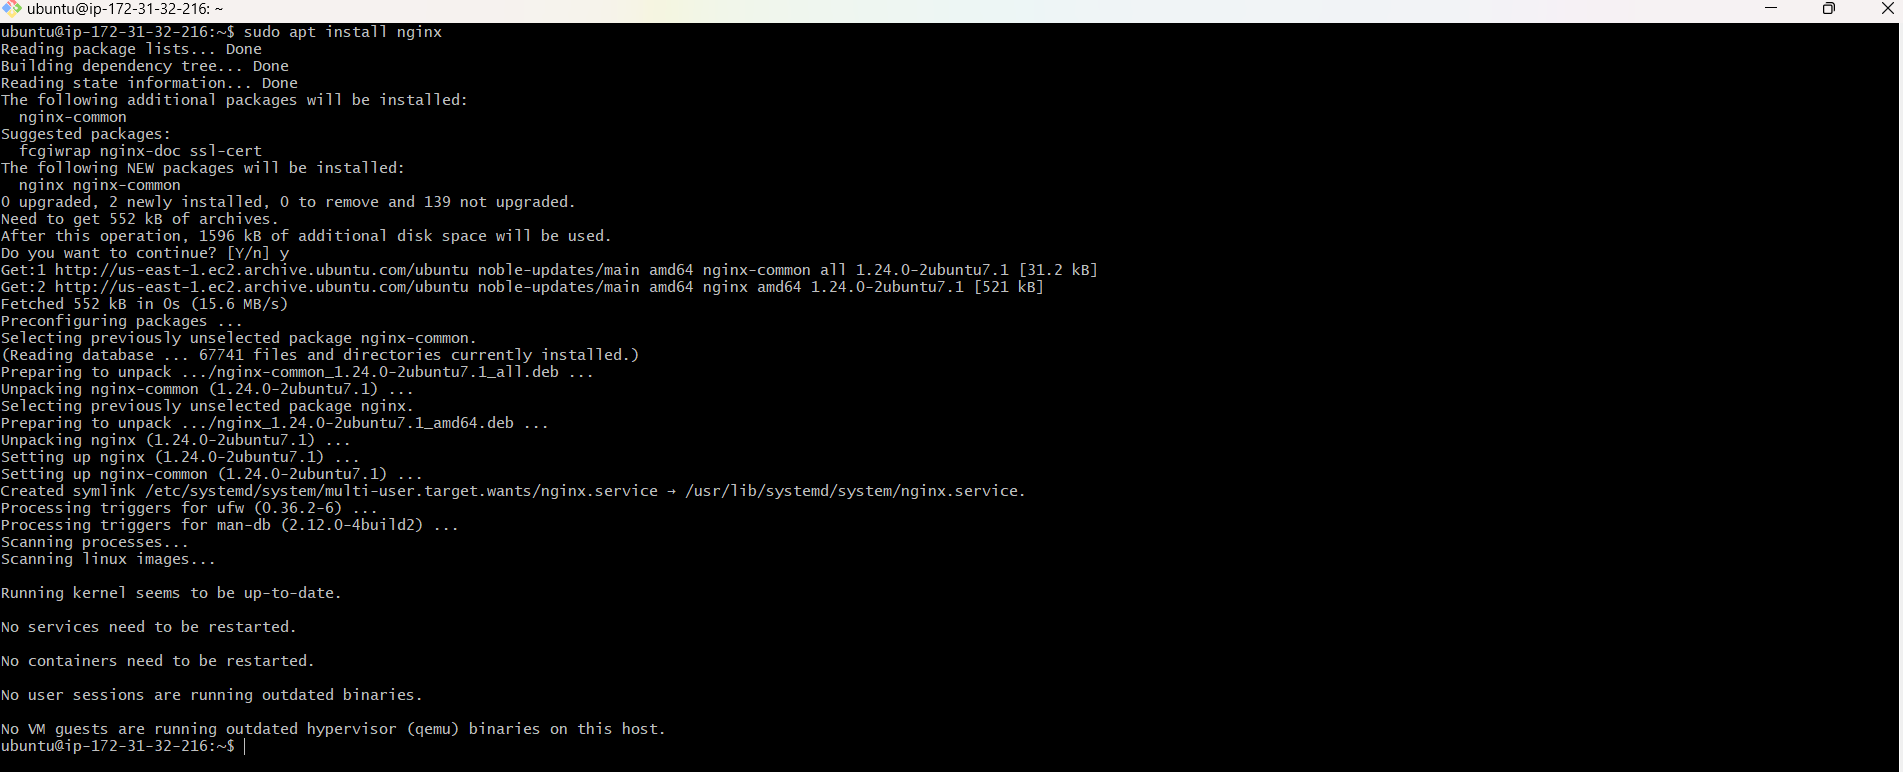 ubuntu@ip-172-31-32-216: ~
ubuntu@ip-172-31-32-216:~$ sudo apt install nginx
Reading package lists... Done
Building dependency tree... Done
Reading state information... Done
The following additional packages will be installed:
  nginx-common
Suggested packages:
  fcgiwrap nginx-doc ssl-cert
The following NEW packages will be installed:
  nginx nginx-common
0 upgraded, 2 newly installed, 0 to remove and 139 not upgraded.
Need to get 552 kB of archives.
After this operation, 1596 kB of additional disk space will be used.
Do you want to continue? [Y/n] y
Get:1 http://us-east-1.ec2.archive.ubuntu.com/ubuntu noble-updates/main amd64 nginx-common all 1.24.0-2ubuntu7.1 [31.2 kB]
Get:2 http://us-east-1.ec2.archive.ubuntu.com/ubuntu noble-updates/main amd64 nginx amd64 1.24.0-2ubuntu7.1 [521 kB]
Fetched 552 kB in 0s (15.6 MB/s)
Preconfiguring packages ...
Selecting previously unselected package nginx-common.
(Reading database ... 67741 files and directories currently installed.)
Preparing to unpack .../nginx-common_1.24.0-2ubuntu7.1_all.deb ...
Unpacking nginx-common (1.24.0-2ubuntu7.1) ...
Selecting previously unselected package nginx.
Preparing to unpack .../nginx_1.24.0-2ubuntu7.1_amd64.deb ...
Unpacking nginx (1.24.0-2ubuntu7.1) ...
Setting up nginx (1.24.0-2ubuntu7.1) ...
Setting up nginx-common (1.24.0-2ubuntu7.1) ...
Created symlink /etc/systemd/system/multi-user.target.wants/nginx.service → /usr/lib/systemd/system/nginx.service.
Processing triggers for ufw (0.36.2-6) ...
Processing triggers for man-db (2.12.0-4build2) ...
Scanning processes...
Scanning linux images...
Running kernel seems to be up-to-date.
No services need to be restarted.
No containers need to be restarted.
No user sessions are running outdated binaries.
No VM guests are running outdated hypervisor (qemu) binaries on this host.
ubuntu@ip-172-31-32-216:~$